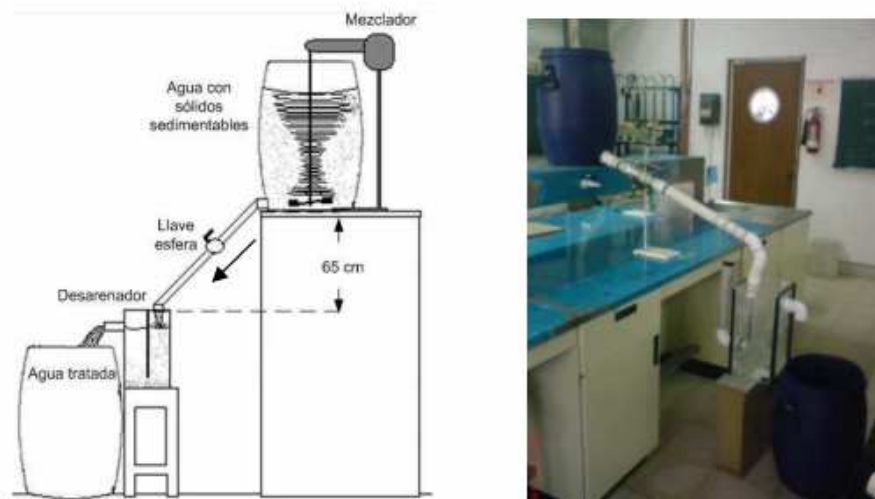 Mezclador
Agua con
sólidos
sedimentables
Llave
esfera
65 cm
Desarenador
Agua tratada